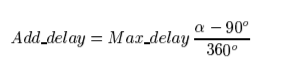 Add_delay = Max_delay (α − 90°)/360°